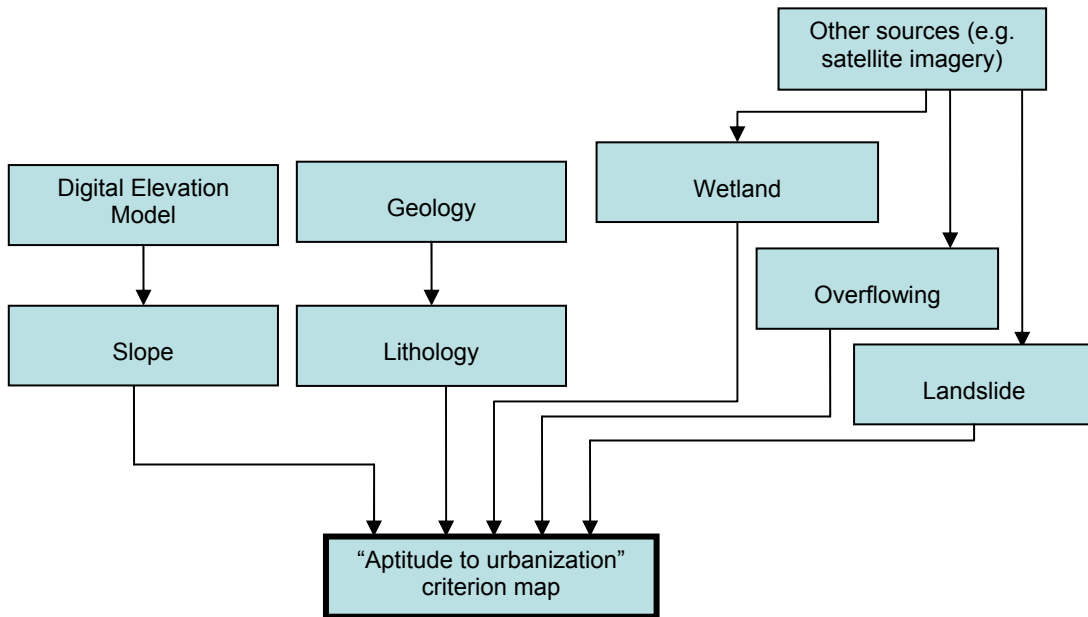 Other sources (e.g.
satellite imagery)
Digital Elevation
Model
Geology
Wetland
Overflowing
Slope
Lithology
Landslide
“Aptitude to urbanization”
criterion map